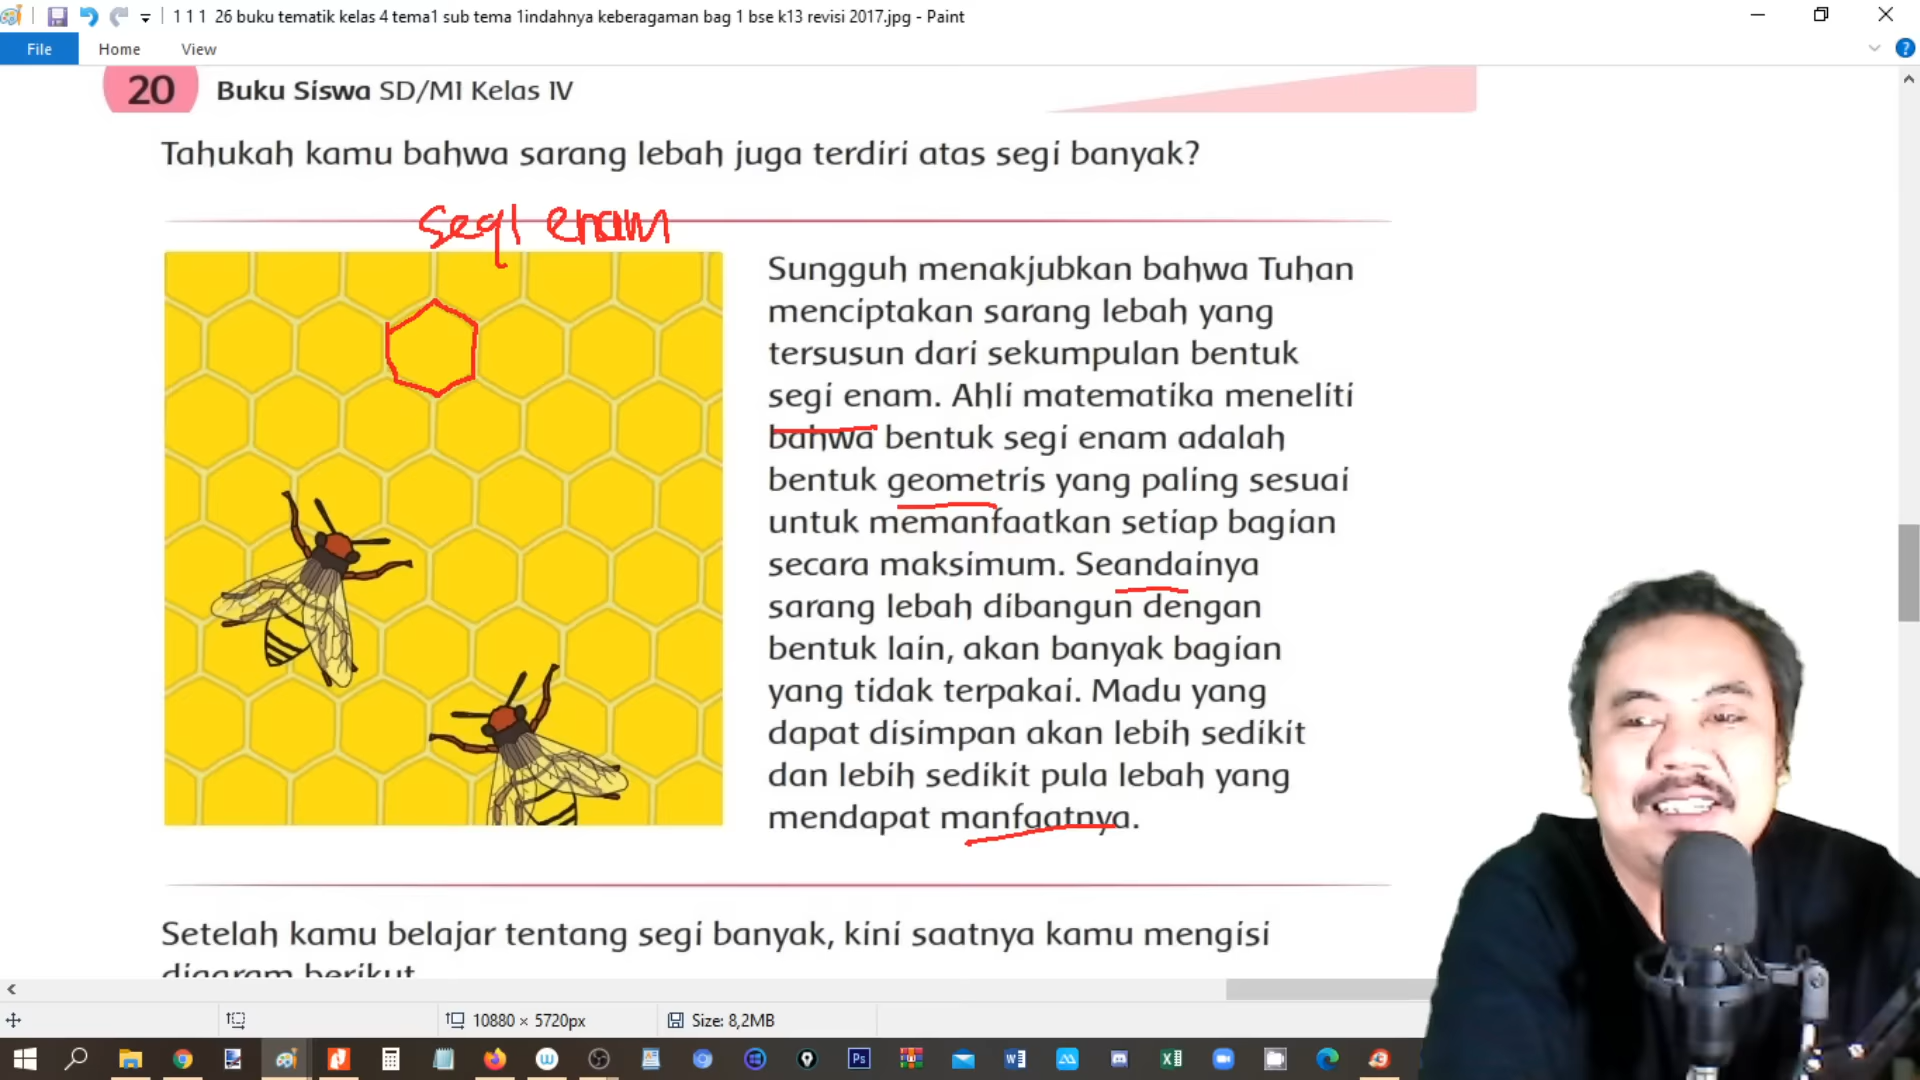 1 1 1  26 buku tematik kelas 4 tema1 sub tema 1indahnya keberagaman bag 1 bse k13 revisi 2017.jpg - Paint
File Home View
20 Buku Siswa SD/MI Kelas IV
Tahukah kamu bahwa sarang lebah juga terdiri atas segi banyak?
segi enam
Sungguh menakjubkan bahwa Tuhan
menciptakan sarang lebah yang
tersusun dari sekumpulan bentuk
segi enam. Ahli matematika meneliti
bahwa bentuk segi enam adalah
bentuk geometris yang paling sesuai
untuk memanfaatkan setiap bagian
secara maksimum. Seandainya
sarang lebah dibangun dengan
bentuk lain, akan banyak bagian
yang tidak terpakai. Madu yang
dapat disimpan akan lebih sedikit
dan lebih sedikit pula lebah yang
mendapat manfaatnya.
Setelah kamu belajar tentang segi banyak, kini saatnya kamu mengisi
diagram berikut
10880 × 5720px Size: 8,2MB
Ps